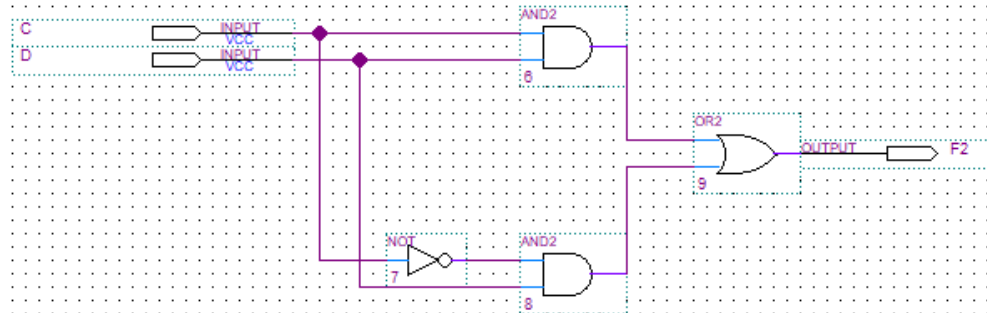 C INPUT VCC
AND2
D INPUT VCC
6
OR2
OUTPUT F2
9
NOT
AND2
7
8